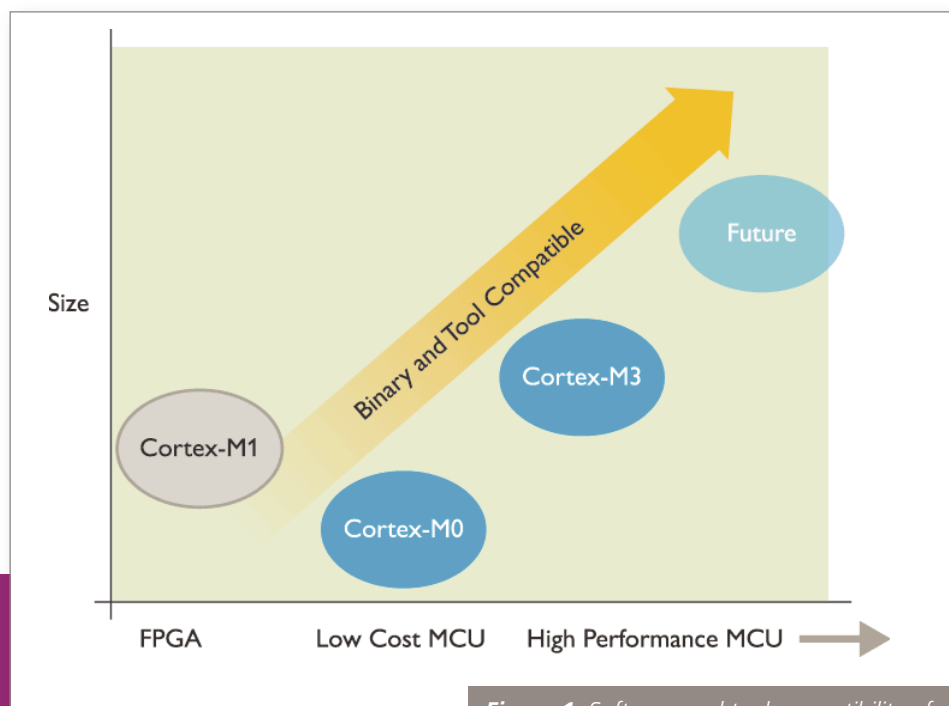 Future
Binary and Tool Compatible
Size
Cortex-M3
Cortex-M1
Cortex-M0
FPGA
Low Cost MCU
High Performance MCU